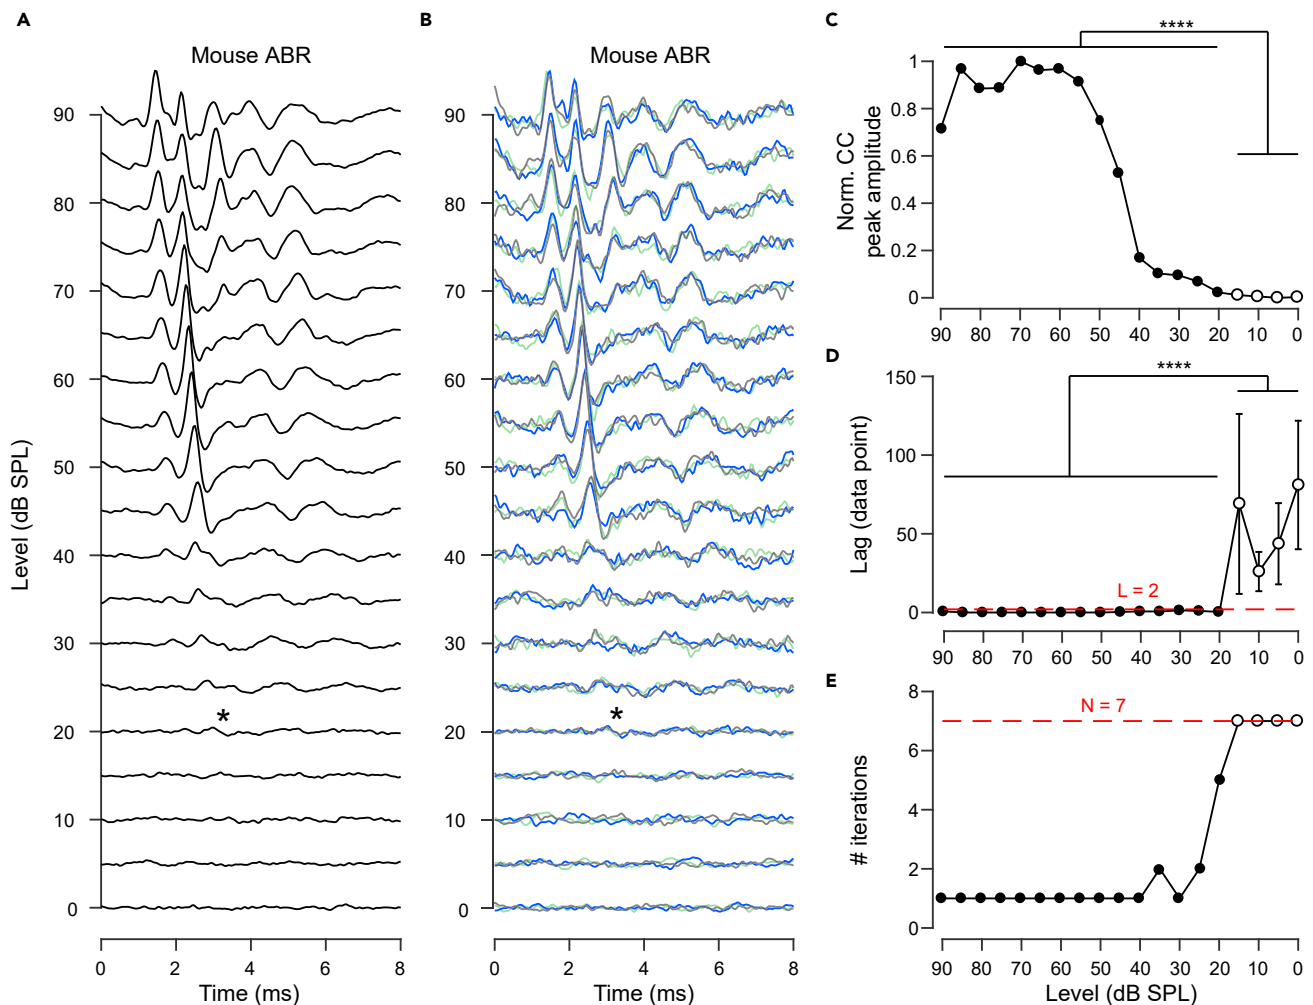 A
Mouse ABR
Level (dB SPL)
90
80
70
60
50
40
30
20
10
0
*
0 2 4 6 8
Time (ms)
B
Mouse ABR
90
80
70
60
50
40
30
20
10
0
*
0 2 4 6 8
Time (ms)
C
****
Norm. CC
peak amplitude
1
0.8
0.6
0.4
0.2
0
90 80 70 60 50 40 30 20 10 0
D
****
Lag (data point)
150
100
50
0
L = 2
90 80 70 60 50 40 30 20 10 0
E
# iterations
8
6
4
2
0
N = 7
90 80 70 60 50 40 30 20 10 0
Level (dB SPL)